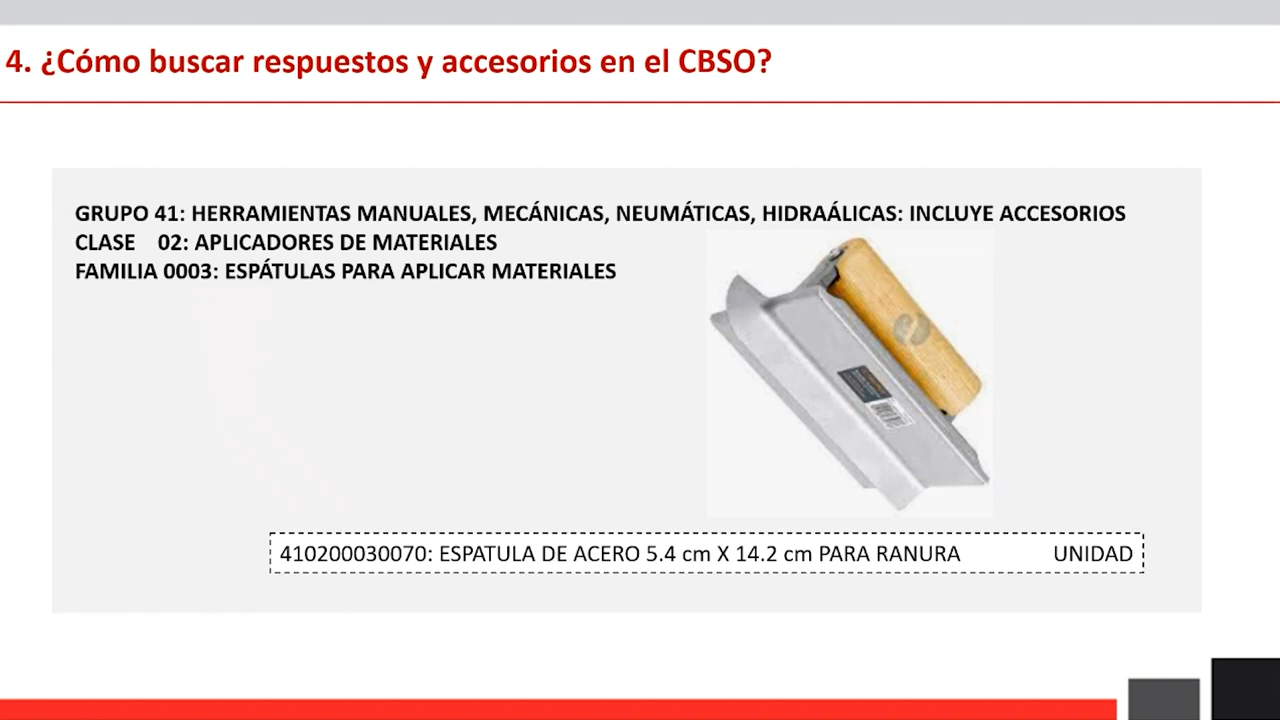 4. ¿Cómo buscar respuestos y accesorios en el CBSO?
GRUPO 41: HERRAMIENTAS MANUALES, MECÁNICAS, NEUMÁTICAS, HIDRAÁLICAS: INCLUYE ACCESORIOS
CLASE 02: APLICADORES DE MATERIALES
FAMILIA 0003: ESPÁTULAS PARA APLICAR MATERIALES
410200030070: ESPATULA DE ACERO 5.4 cm X 14.2 cm PARA RANURA UNIDAD